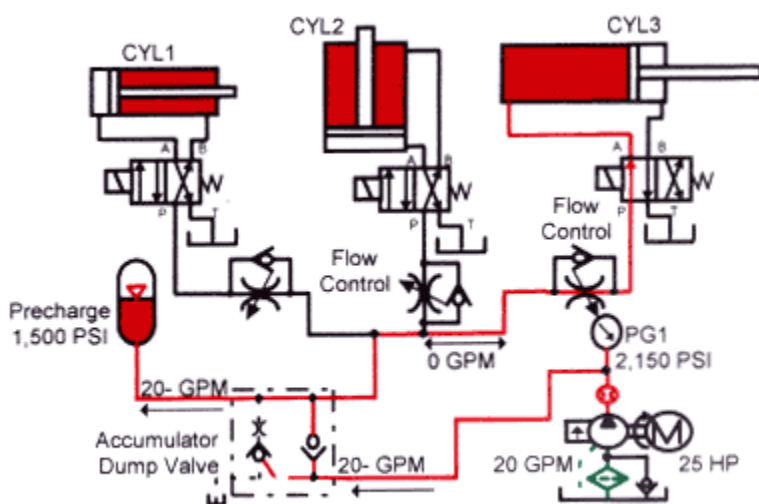 CYL1
CYL2
CYL3
A B
P T
A B
P T
A B
P T
Flow
Control
Flow
Control
Precharge
1,500 PSI
PG1
2,150 PSI
0 GPM
20- GPM
Accumulator
Dump Valve
20- GPM
20 GPM
M
25 HP